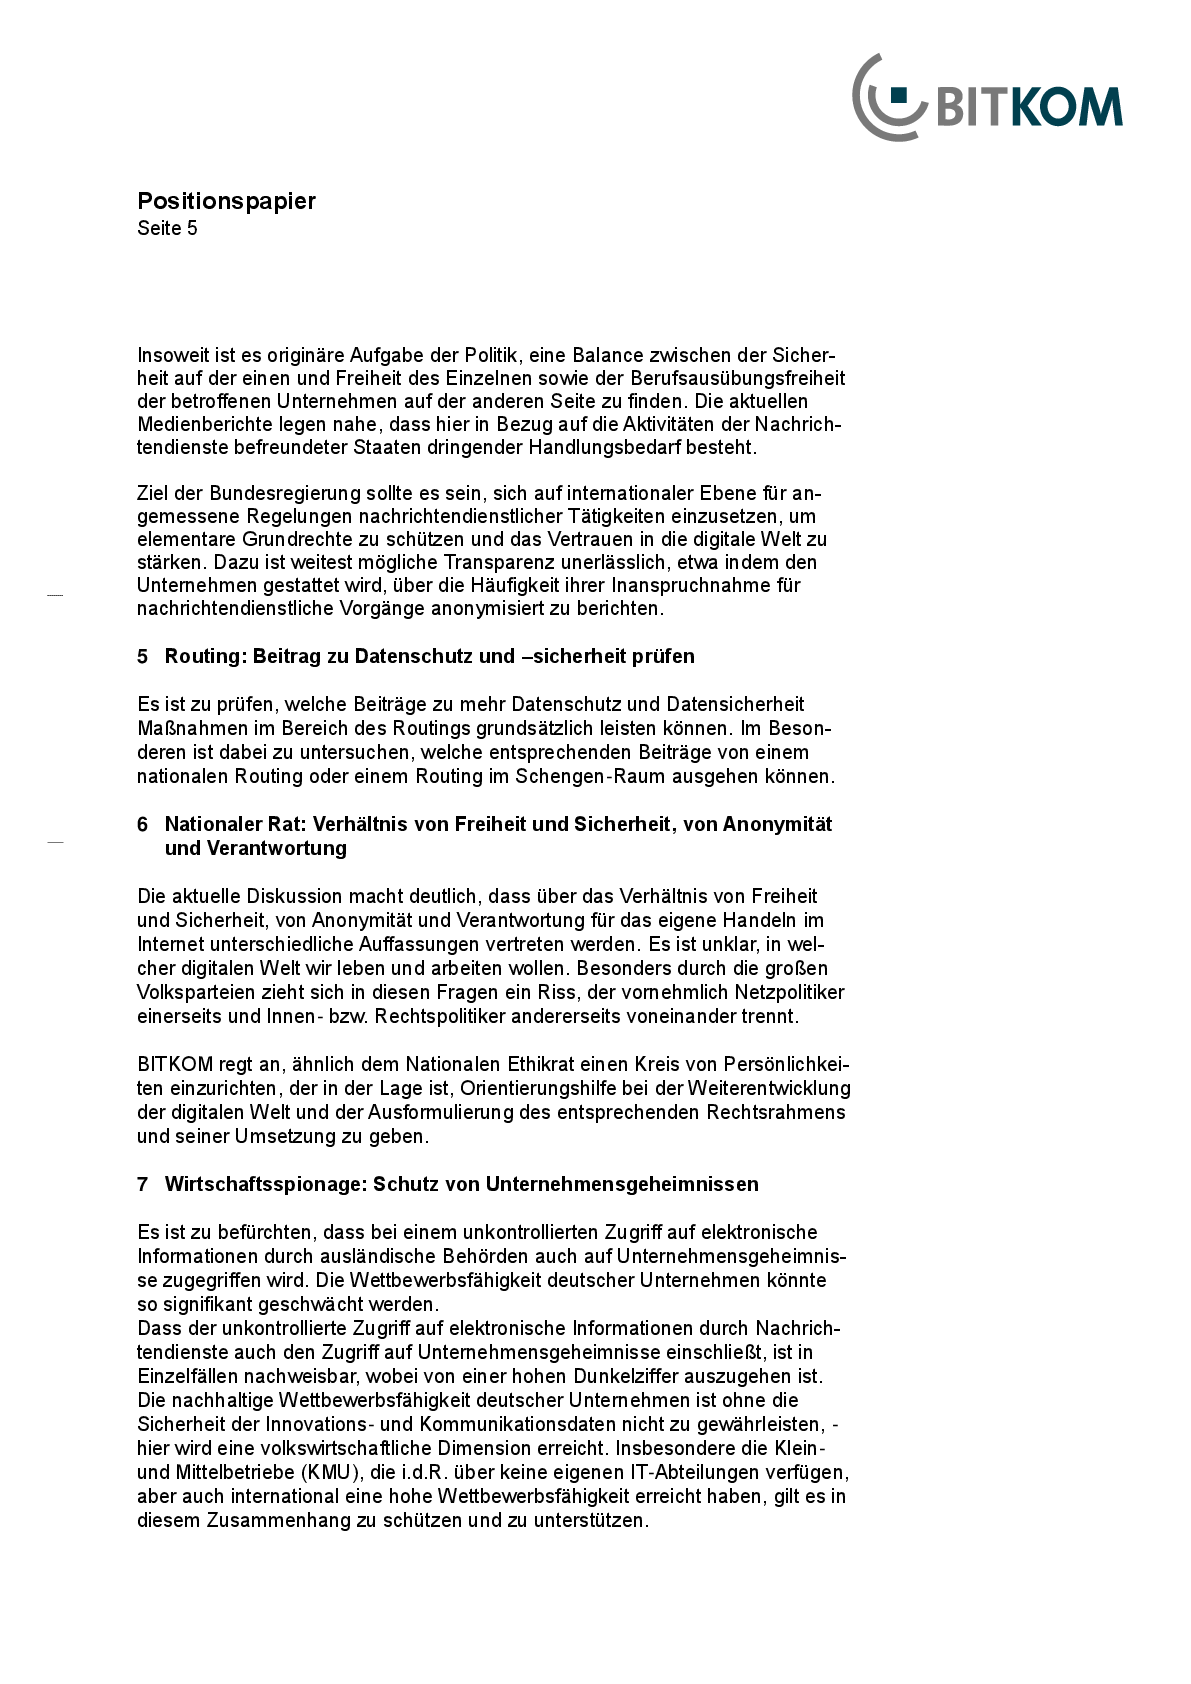 BITKOM
Positionspapier
Seite 5
Insoweit ist es originäre Aufgabe der Politik, eine Balance zwischen der Sicher-
heit auf der einen und Freiheit des Einzelnen sowie der Berufsausübungsfreiheit
der betroffenen Unternehmen auf der anderen Seite zu finden. Die aktuellen
Medienberichte legen nahe, dass hier in Bezug auf die Aktivitäten der Nachrich-
tendienste befreundeter Staaten dringender Handlungsbedarf besteht.
Ziel der Bundesregierung sollte es sein, sich auf internationaler Ebene für an-
gemessene Regelungen nachrichtendienstlicher Tätigkeiten einzusetzen, um
elementare Grundrechte zu schützen und das Vertrauen in die digitale Welt zu
stärken. Dazu ist weitest mögliche Transparenz unerlässlich, etwa indem den
Unternehmen gestattet wird, über die Häufigkeit ihrer Inanspruchnahme für
nachrichtendienstliche Vorgänge anonymisiert zu berichten.
5 Routing: Beitrag zu Datenschutz und –sicherheit prüfen
Es ist zu prüfen, welche Beiträge zu mehr Datenschutz und Datensicherheit
Maßnahmen im Bereich des Routings grundsätzlich leisten können. Im Beson-
deren ist dabei zu untersuchen, welche entsprechenden Beiträge von einem
nationalen Routing oder einem Routing im Schengen-Raum ausgehen können.
6 Nationaler Rat: Verhältnis von Freiheit und Sicherheit, von Anonymität
und Verantwortung
Die aktuelle Diskussion macht deutlich, dass über das Verhältnis von Freiheit
und Sicherheit, von Anonymität und Verantwortung für das eigene Handeln im
Internet unterschiedliche Auffassungen vertreten werden. Es ist unklar, in wel-
cher digitalen Welt wir leben und arbeiten wollen. Besonders durch die großen
Volksparteien zieht sich in diesen Fragen ein Riss, der vornehmlich Netzpolitiker
einerseits und Innen- bzw. Rechtspolitiker andererseits voneinander trennt.
BITKOM regt an, ähnlich dem Nationalen Ethikrat einen Kreis von Persönlichkei-
ten einzurichten, der in der Lage ist, Orientierungshilfe bei der Weiterentwicklung
der digitalen Welt und der Ausformulierung des entsprechenden Rechtsrahmens
und seiner Umsetzung zu geben.
7 Wirtschaftsspionage: Schutz von Unternehmensgeheimnissen
Es ist zu befürchten, dass bei einem unkontrollierten Zugriff auf elektronische
Informationen durch ausländische Behörden auch auf Unternehmensgeheimnis-
se zugegriffen wird. Die Wettbewerbsfähigkeit deutscher Unternehmen könnte
so signifikant geschwächt werden.
Dass der unkontrollierte Zugriff auf elektronische Informationen durch Nachrich-
tendienste auch den Zugriff auf Unternehmensgeheimnisse einschließt, ist in
Einzelfällen nachweisbar, wobei von einer hohen Dunkelziffer auszugehen ist.
Die nachhaltige Wettbewerbsfähigkeit deutscher Unternehmen ist ohne die
Sicherheit der Innovations- und Kommunikationsdaten nicht zu gewährleisten, -
hier wird eine volkswirtschaftliche Dimension erreicht. Insbesondere die Klein-
und Mittelbetriebe (KMU), die i.d.R. über keine eigenen IT-Abteilungen verfügen,
aber auch international eine hohe Wettbewerbsfähigkeit erreicht haben, gilt es in
diesem Zusammenhang zu schützen und zu unterstützen.